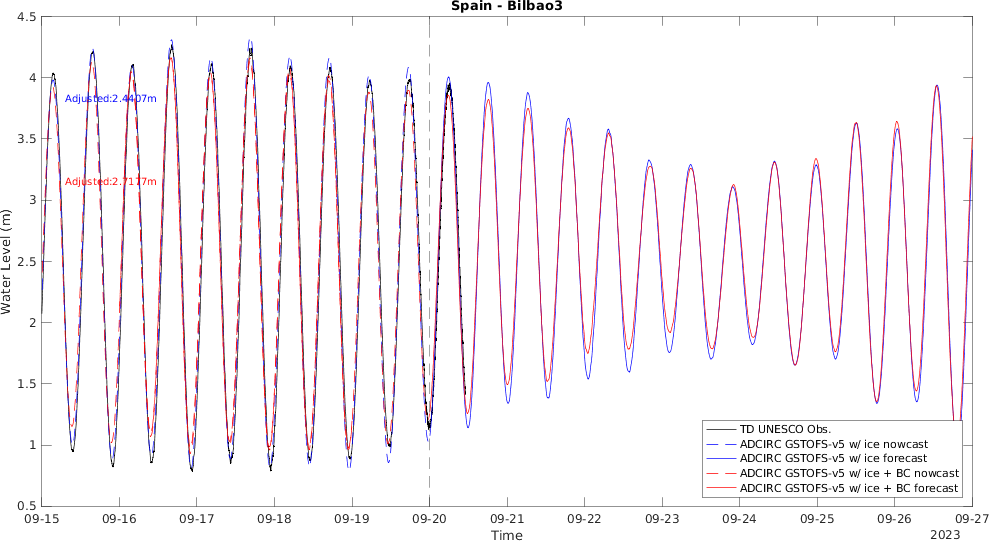 Spain - Bilbao3
4.5
4
3.5
3
2.5
2
1.5
1
0.5
Water Level (m)
Adjusted:2.4407m
Adjusted:2.7177m
TD UNESCO Obs.
ADCIRC GSTOFS-v5 w/ ice nowcast
ADCIRC GSTOFS-v5 w/ ice forecast
ADCIRC GSTOFS-v5 w/ ice + BC nowcast
ADCIRC GSTOFS-v5 w/ ice + BC forecast
09-15 09-16 09-17 09-18 09-19 09-20 09-21 09-22 09-23 09-24 09-25 09-26 09-27
Time
2023